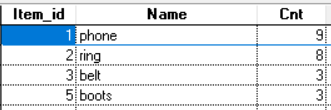 Item_id Name Cnt
1 phone 9
2 ring 8
3 belt 3
5 boots 3